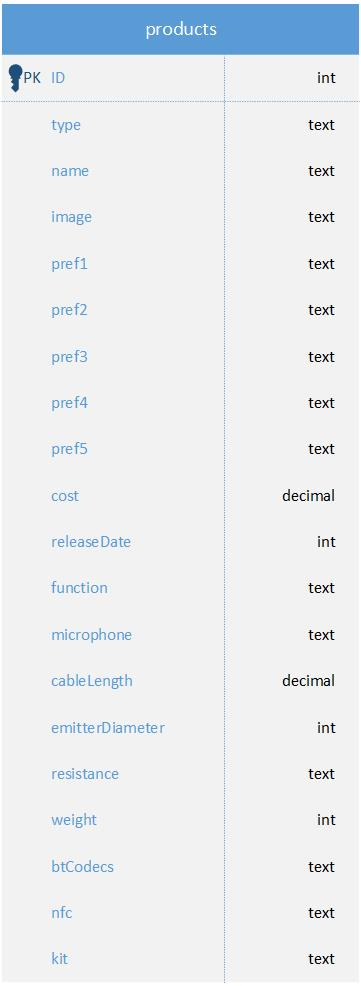 products
PK ID int
type text
name text
image text
pref1 text
pref2 text
pref3 text
pref4 text
pref5 text
cost decimal
releaseDate int
function text
microphone text
cableLength decimal
emitterDiameter int
resistance text
weight int
btCodecs text
nfc text
kit text